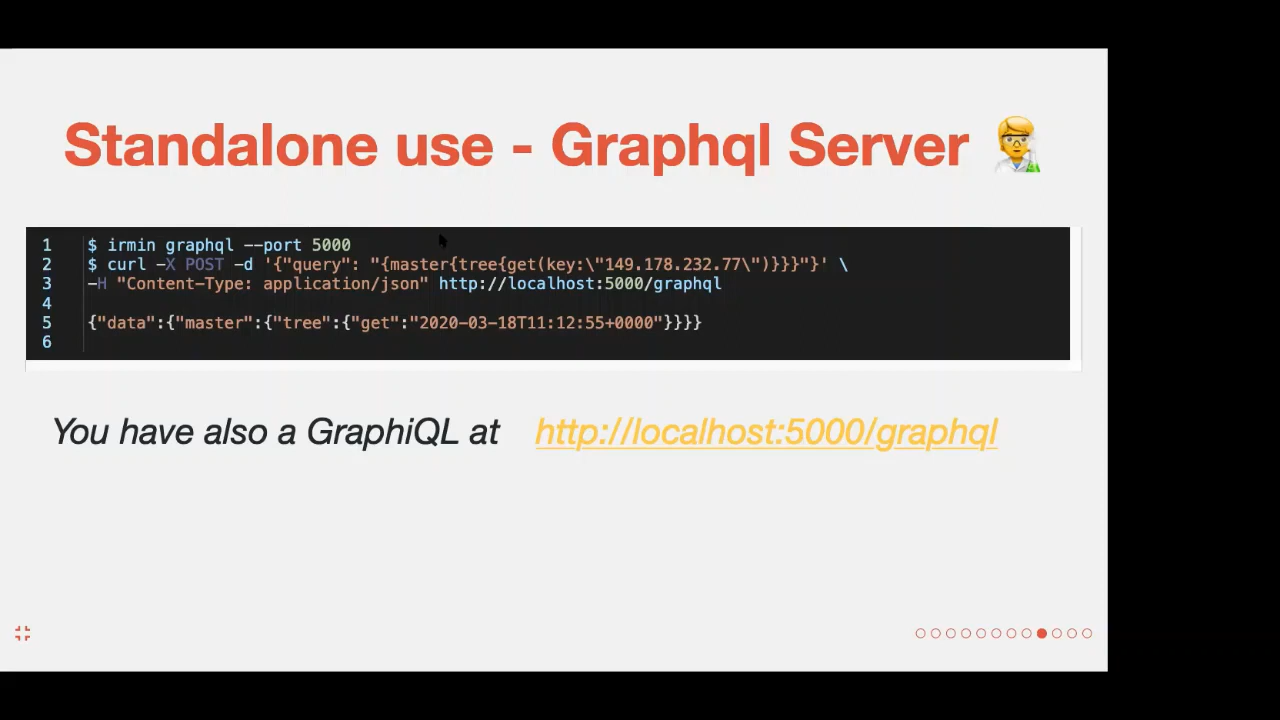 Standalone use - Graphql Server
1 $ irmin graphql --port 5000
2 $ curl -X POST -d '{"query": "{master{tree{get(key:\"149.178.232.77\")}}}"}' \
3 -H "Content-Type: application/json" http://localhost:5000/graphql
4
5 {"data":{"master":{"tree":{"get":"2020-03-18T11:12:55+0000"}}}}
6
You have also a GraphiQL at http://localhost:5000/graphql